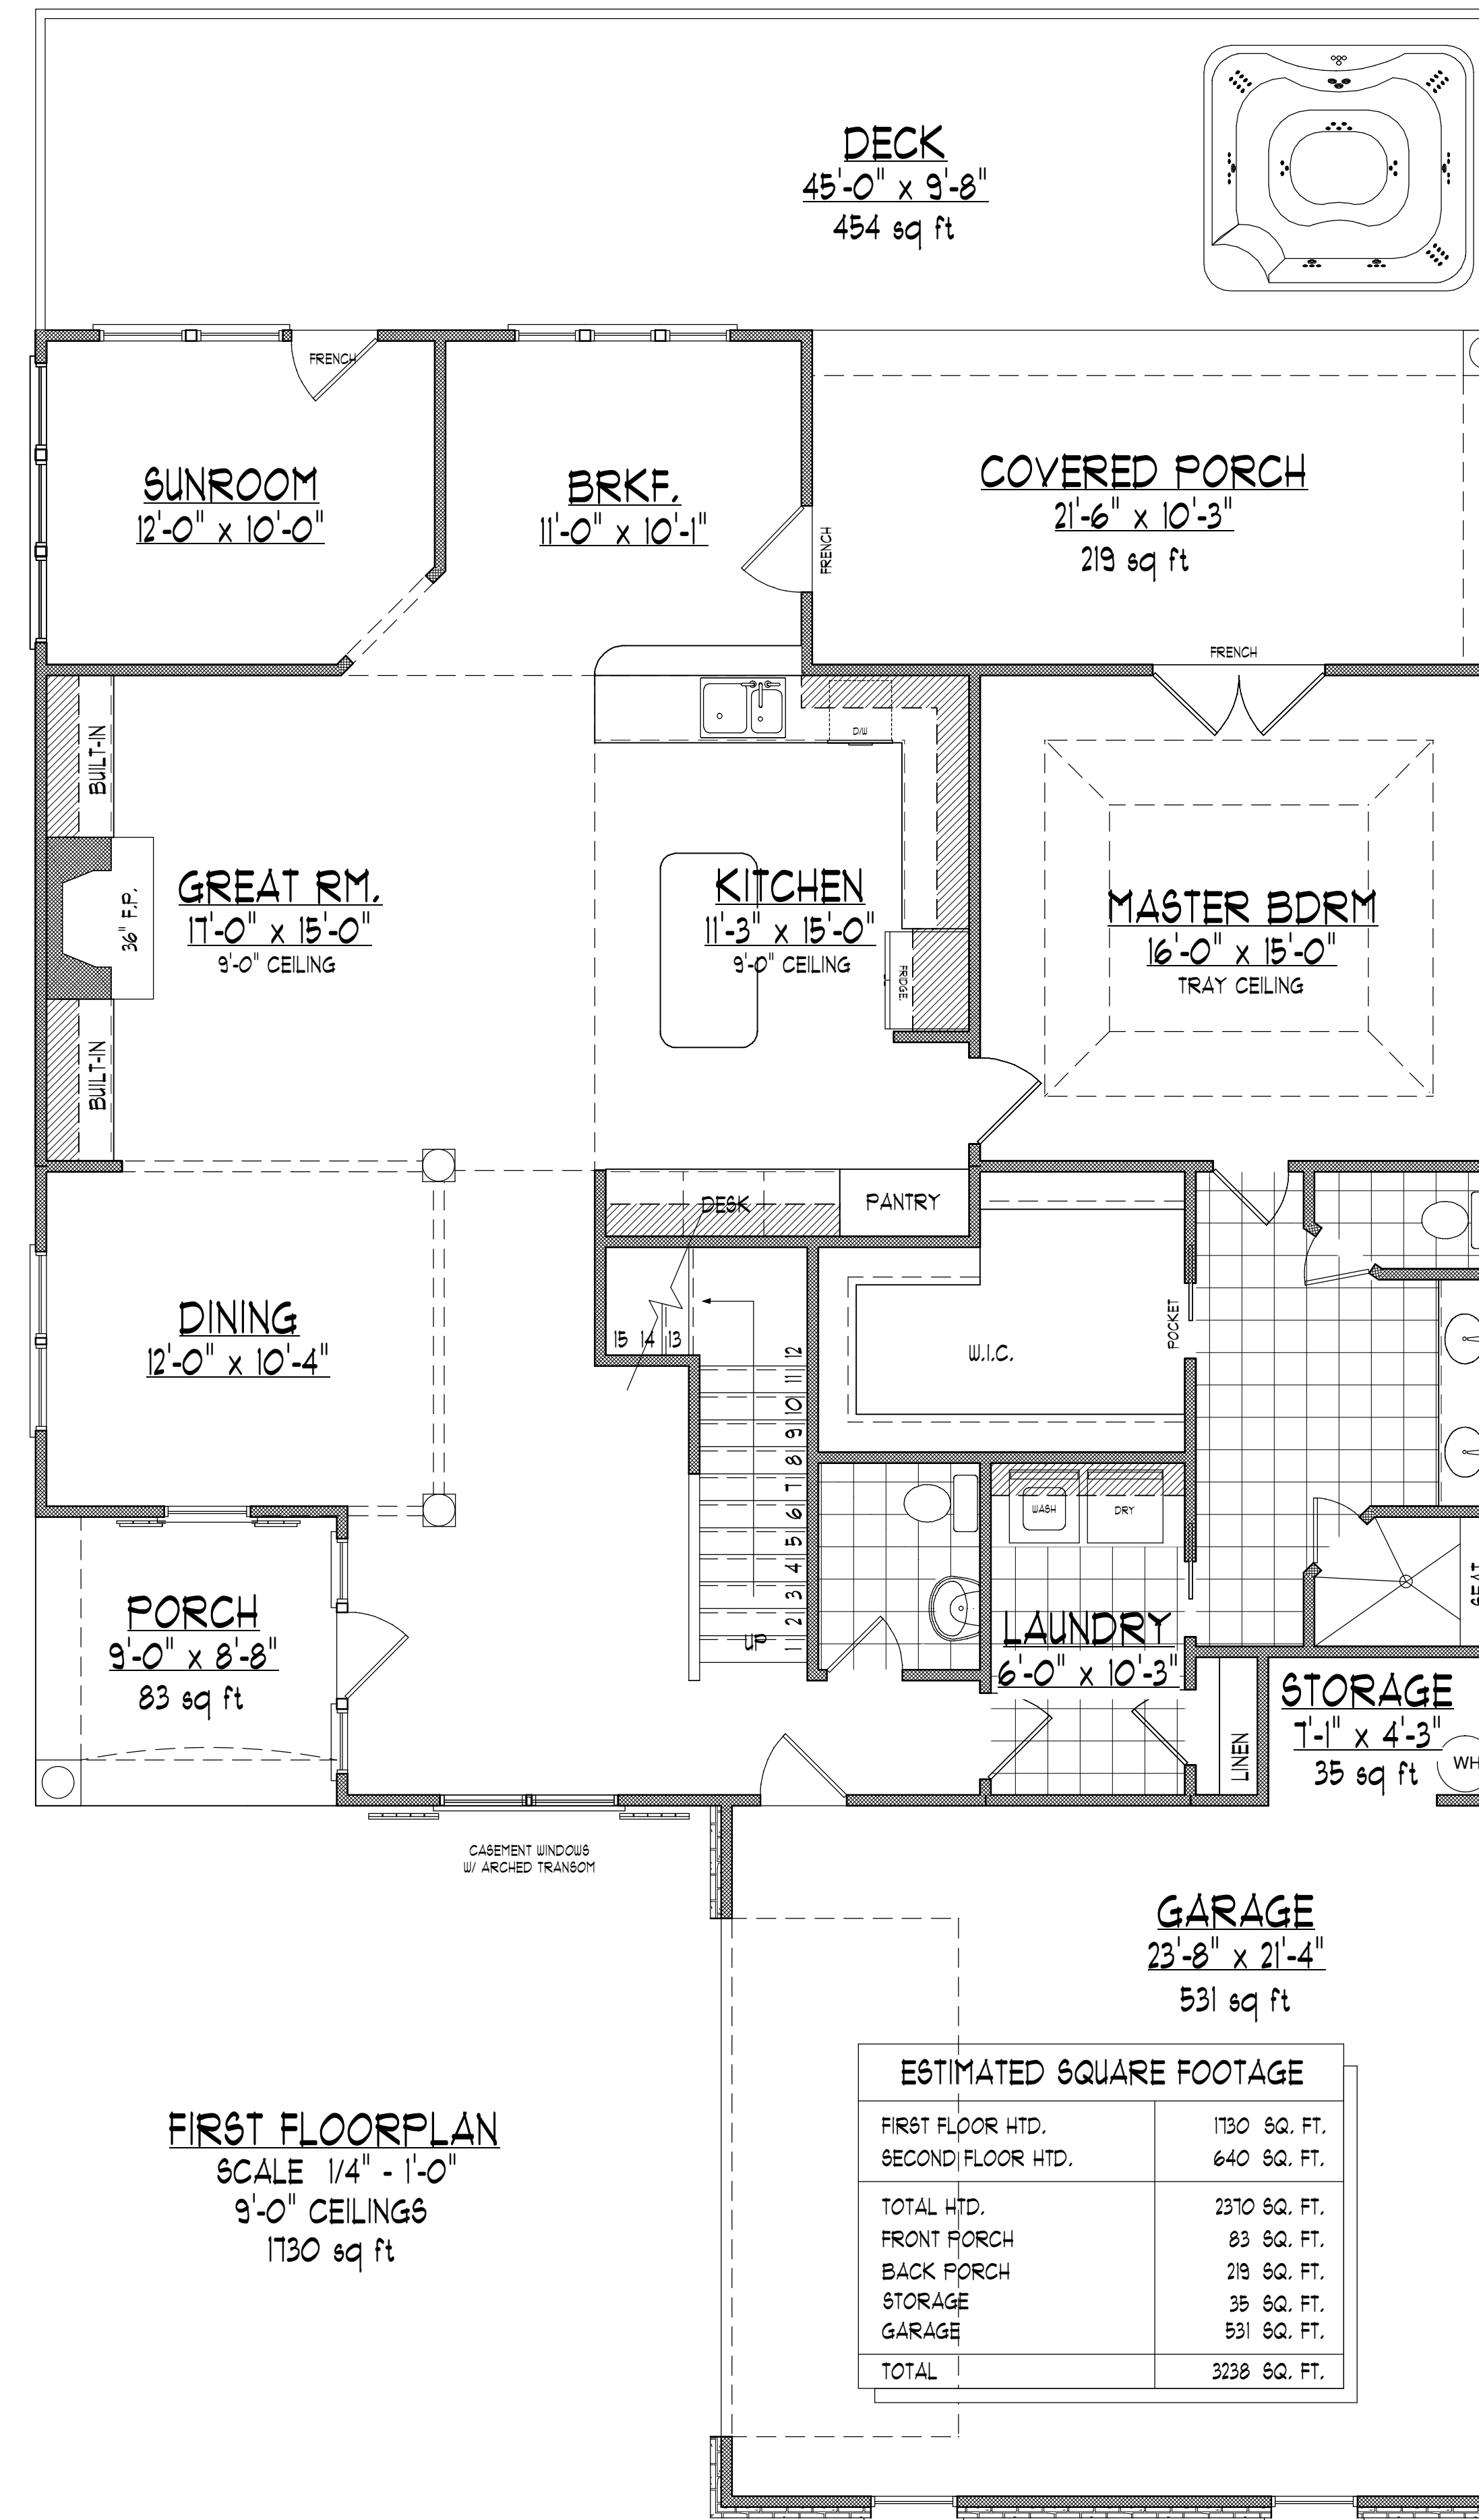 DECK
45'-0" x 9'-8"
454 sq ft
FRENCH
SUNROOM
12'-0" x 10'-0"
BRKF.
11'-0" x 10'-1"
FRENCH
COVERED PORCH
21'-6" x 10'-3"
219 sq ft
FRENCH
BUILT-IN
D/W
36" F.P.
GREAT RM.
17'-0" x 15'-0"
9'-0" CEILING
KITCHEN
11'-3" x 15'-0"
9'-0" CEILING
FRIDGE.
MASTER BDRM
16'-0" x 15'-0"
TRAY CEILING
BUILT-IN
DESK
PANTRY
DINING
12'-0" x 10'-4"
15 14 13
12
11
10
9
8
7
6
5
4
3
2
1
UP
W.I.C.
POCKET
WASH
DRY
SEAT
PORCH
9'-0" x 8'-8"
83 sq ft
LAUNDRY
6'-0" x 10'-3"
LINEN
STORAGE
7'-1" x 4'-3"
35 sq ft
WH
CASEMENT WINDOWS
W/ ARCHED TRANSOM
GARAGE
23'-8" x 21'-4"
531 sq ft
FIRST FLOORPLAN
SCALE 1/4" - 1'-0"
9'-0" CEILINGS
1730 sq ft
ESTIMATED SQUARE FOOTAGE
FIRST FLOOR HTD. 1730 SQ. FT.
SECOND FLOOR HTD. 640 SQ. FT.
TOTAL HTD. 2370 SQ. FT.
FRONT PORCH 83 SQ. FT.
BACK PORCH 219 SQ. FT.
STORAGE 35 SQ. FT.
GARAGE 531 SQ. FT.
TOTAL 3238 SQ. FT.